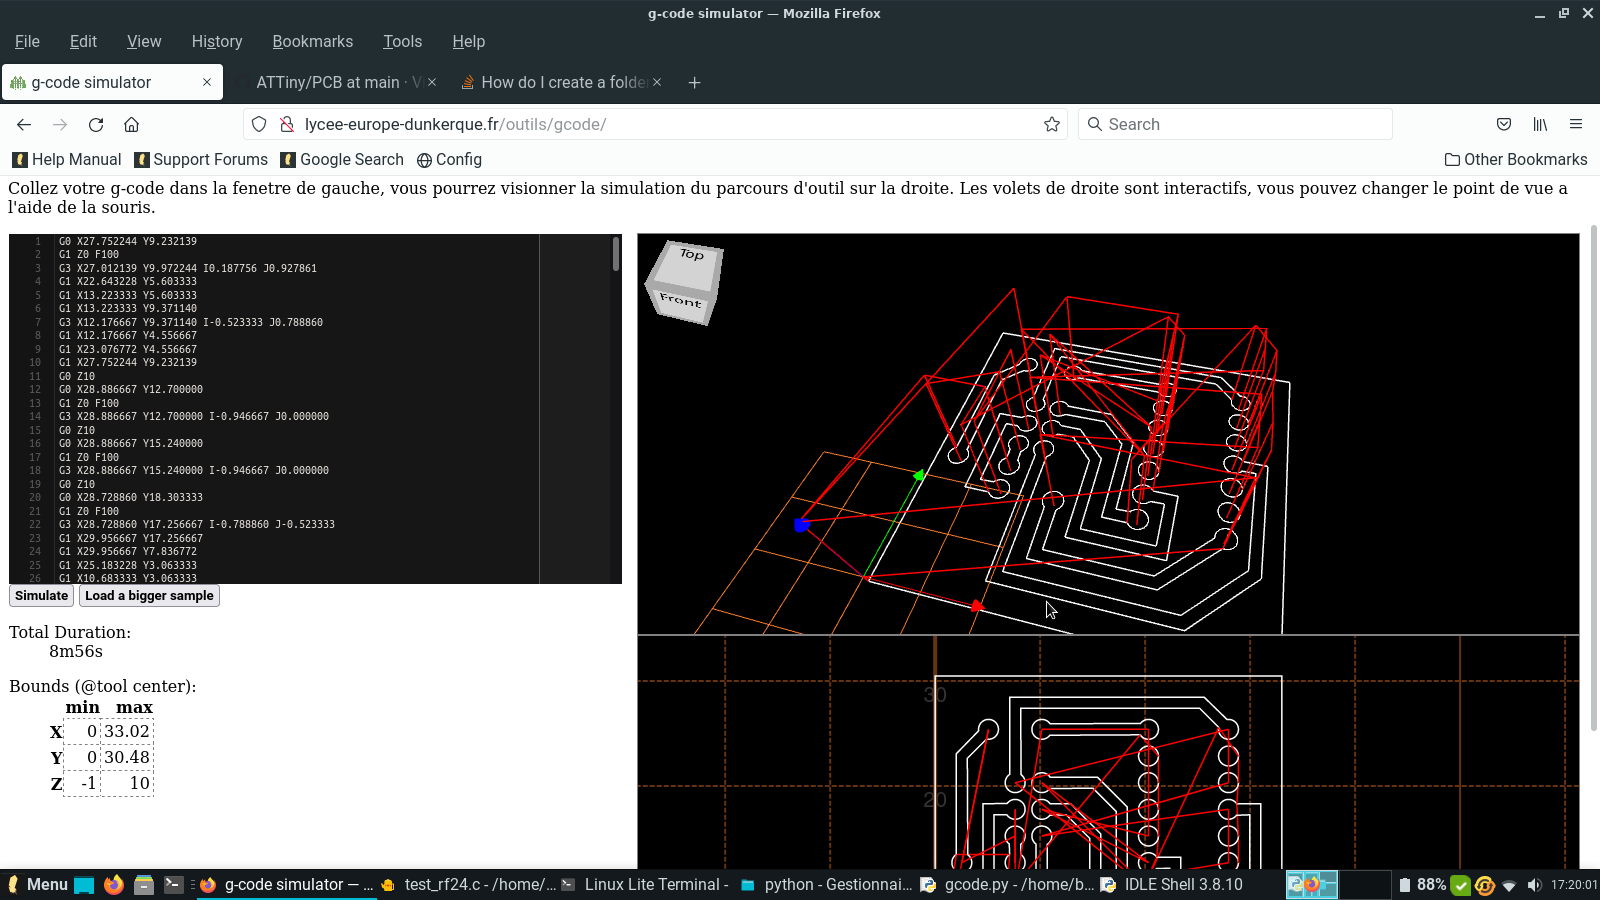 g-code simulator — Mozilla Firefox
File Edit View History Bookmarks Tools Help
g-code simulator
ATTiny/PCB at main · V
How do I create a folde
lycee-europe-dunkerque.fr/outils/gcode/
Search
Help Manual Support Forums Google Search Config Other Bookmarks
Collez votre g-code dans la fenetre de gauche, vous pourrez visionner la simulation du parcours d'outil sur la droite. Les volets de droite sont interactifs, vous pouvez changer le point de vue a
l'aide de la souris.
1 G0 X27.752244 Y9.232139
2 G1 Z0 F100
3 G3 X27.012139 Y9.972244 I0.187756 J0.927861
4 G1 X22.643228 Y5.603333
5 G1 X13.223333 Y5.603333
6 G1 X13.223333 Y9.371140
7 G3 X12.176667 Y9.371140 I-0.523333 J0.788860
8 G1 X12.176667 Y4.556667
9 G1 X23.076772 Y4.556667
10 G1 X27.752244 Y9.232139
11 G0 Z10
12 G0 X28.886667 Y12.700000
13 G1 Z0 F100
14 G3 X28.886667 Y12.700000 I-0.946667 J0.000000
15 G0 Z10
16 G0 X28.886667 Y15.240000
17 G1 Z0 F100
18 G3 X28.886667 Y15.240000 I-0.946667 J0.000000
19 G0 Z10
20 G0 X28.728860 Y18.303333
21 G1 Z0 F100
22 G3 X28.728860 Y17.256667 I-0.788860 J-0.523333
23 G1 X29.956667 Y17.256667
24 G1 X29.956667 Y7.836772
25 G1 X25.183228 Y3.063333
26 G1 X10.683333 Y3.063333
Simulate Load a bigger sample
Total Duration:
8m56s
Bounds (@tool center):
min max
X 0 33.02
Y 0 30.48
Z -1 10
Top
Front
30
20
Menu
g-code simulator — ...
test_rf24.c - /home/...
Linux Lite Terminal -
python - Gestionnai...
gcode.py - /home/b...
IDLE Shell 3.8.10
88%
17:20:01